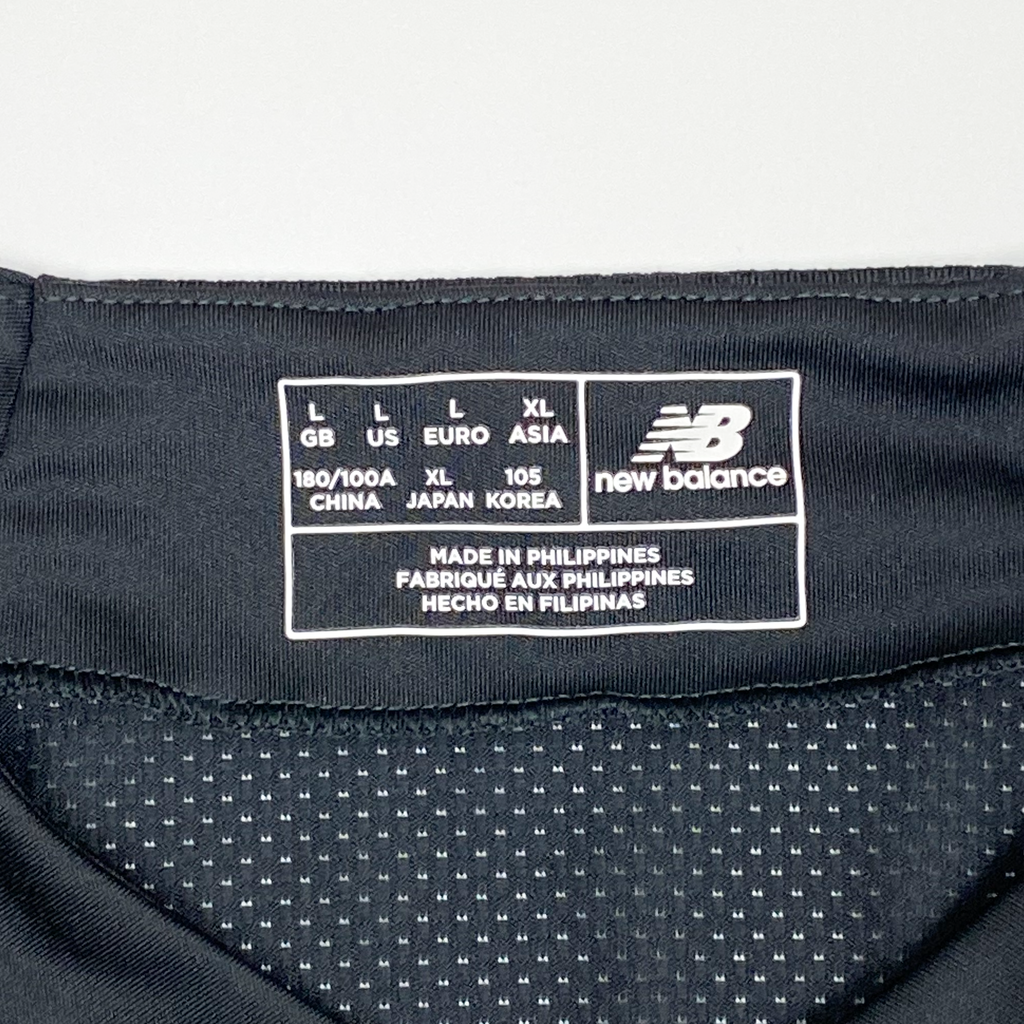 L L L XL
GB US EURO ASIA
180/100A XL 105
CHINA JAPAN KOREA
NB
new balance
MADE IN PHILIPPINES
FABRIQUÉ AUX PHILIPPINES
HECHO EN FILIPINAS